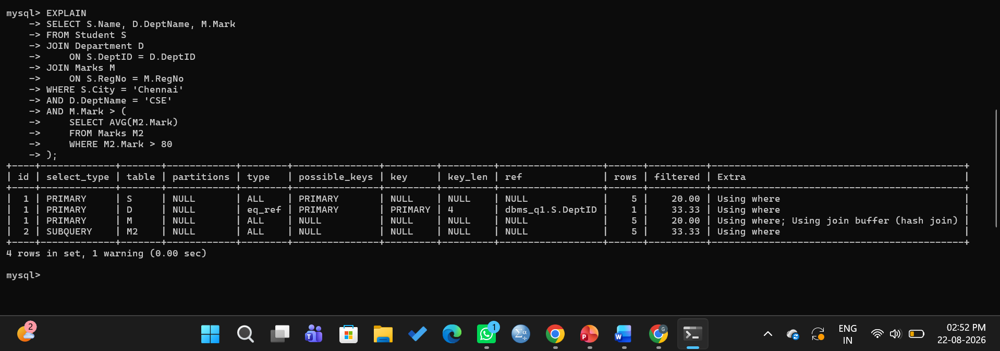 mysql> EXPLAIN
    -> SELECT S.Name, D.DeptName, M.Mark
    -> FROM Student S
    -> JOIN Department D
    ->     ON S.DeptID = D.DeptID
    -> JOIN Marks M
    ->     ON S.RegNo = M.RegNo
    -> WHERE S.City = 'Chennai'
    -> AND D.DeptName = 'CSE'
    -> AND M.Mark > (
    ->     SELECT AVG(M2.Mark)
    ->     FROM Marks M2
    ->     WHERE M2.Mark > 80
    -> );
+----+-------------+-------+------------+--------+---------------+---------+---------+-------------------+------+----------+--------------------------------------------+
| id | select_type | table | partitions | type   | possible_keys | key     | key_len | ref               | rows | filtered | Extra                                      |
+----+-------------+-------+------------+--------+---------------+---------+---------+-------------------+------+----------+--------------------------------------------+
|  1 | PRIMARY     | S     | NULL       | ALL    | PRIMARY       | NULL    | NULL    | NULL              |    5 |    20.00 | Using where                                |
|  1 | PRIMARY     | D     | NULL       | eq_ref | PRIMARY       | PRIMARY | 4       | dbms_q1.S.DeptID |    1 |    33.33 | Using where                                |
|  1 | PRIMARY     | M     | NULL       | ALL    | NULL          | NULL    | NULL    | NULL              |    5 |    20.00 | Using where; Using join buffer (hash join) |
|  2 | SUBQUERY    | M2    | NULL       | ALL    | NULL          | NULL    | NULL    | NULL              |    5 |    33.33 | Using where                                |
+----+-------------+-------+------------+--------+---------------+---------+---------+-------------------+------+----------+--------------------------------------------+
4 rows in set, 1 warning (0.00 sec)
mysql>
2
T
1
Σα÷
P
W
G
ENG
IN
02:52 PM
22-08-2026